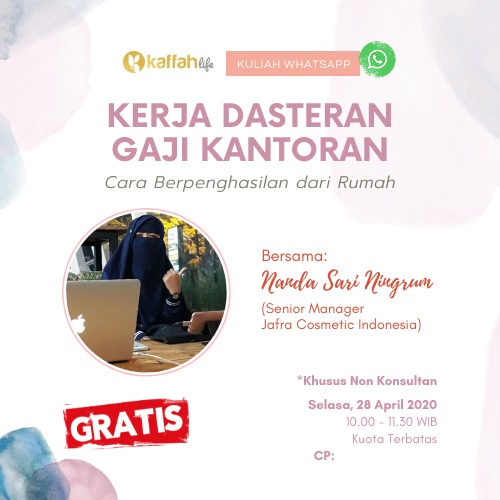 kaffah life
KULIAH WHATSAPP
KERJA DASTERAN
GAJI KANTORAN
Cara Berpenghasilan dari Rumah
Bersama:
Nanda Sari Ningrum
(Senior Manager
Jafra Cosmetic Indonesia)
*Khusus Non Konsultan
Selasa, 28 April 2020
10.00 - 11.30 WIB
Kuota Terbatas
CP:
GRATIS